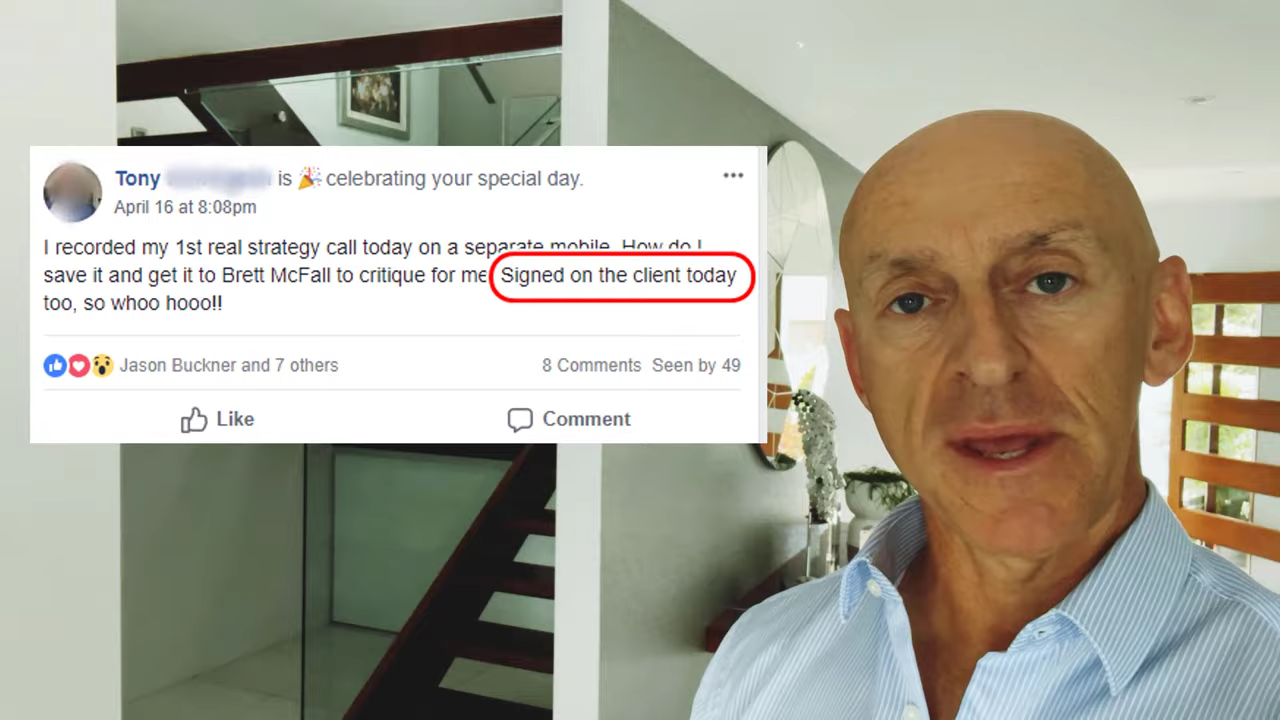 Tony is celebrating your special day.
April 16 at 8:08pm
I recorded my 1st real strategy call today on a separate mobile. How do I
save it and get it to Brett McFall to critique for me Signed on the client today
too, so whoo hooo!!
Jason Buckner and 7 others 8 Comments Seen by 49
Like Comment